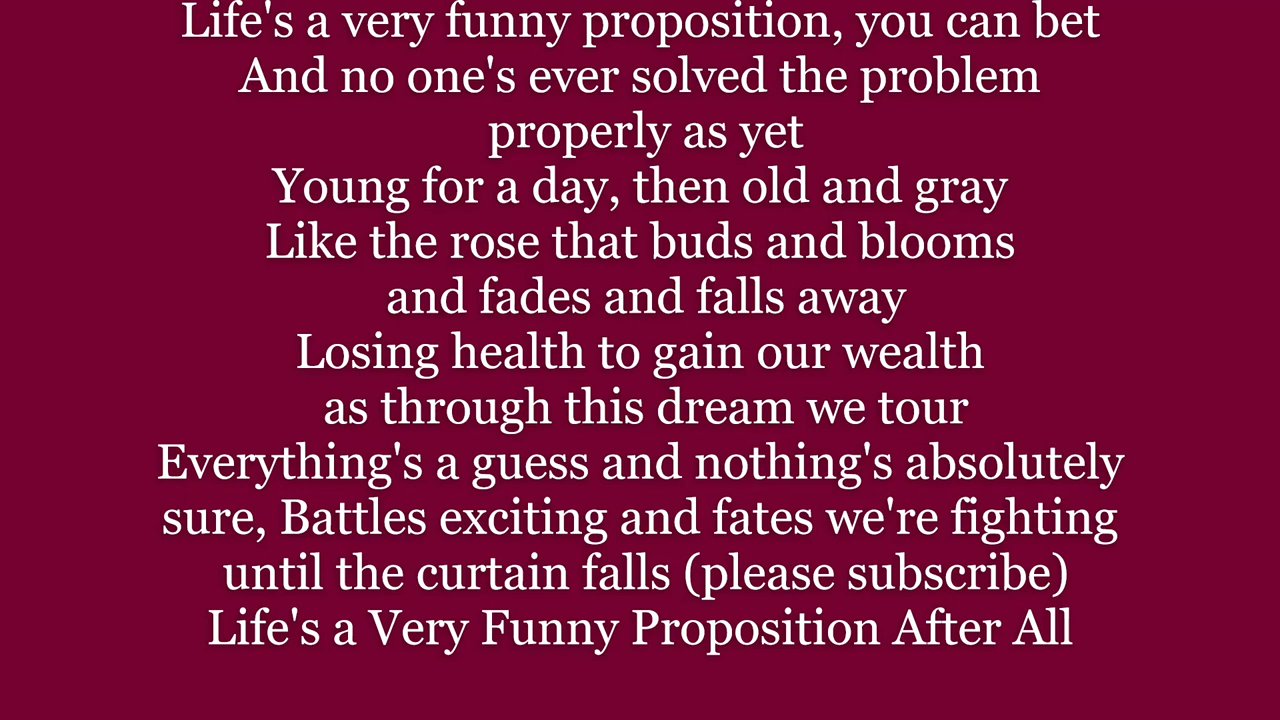 Life's a very funny proposition, you can bet
And no one's ever solved the problem
properly as yet
Young for a day, then old and gray
Like the rose that buds and blooms
and fades and falls away
Losing health to gain our wealth
as through this dream we tour
Everything's a guess and nothing's absolutely
sure, Battles exciting and fates we're fighting
until the curtain falls (please subscribe)
Life's a Very Funny Proposition After All